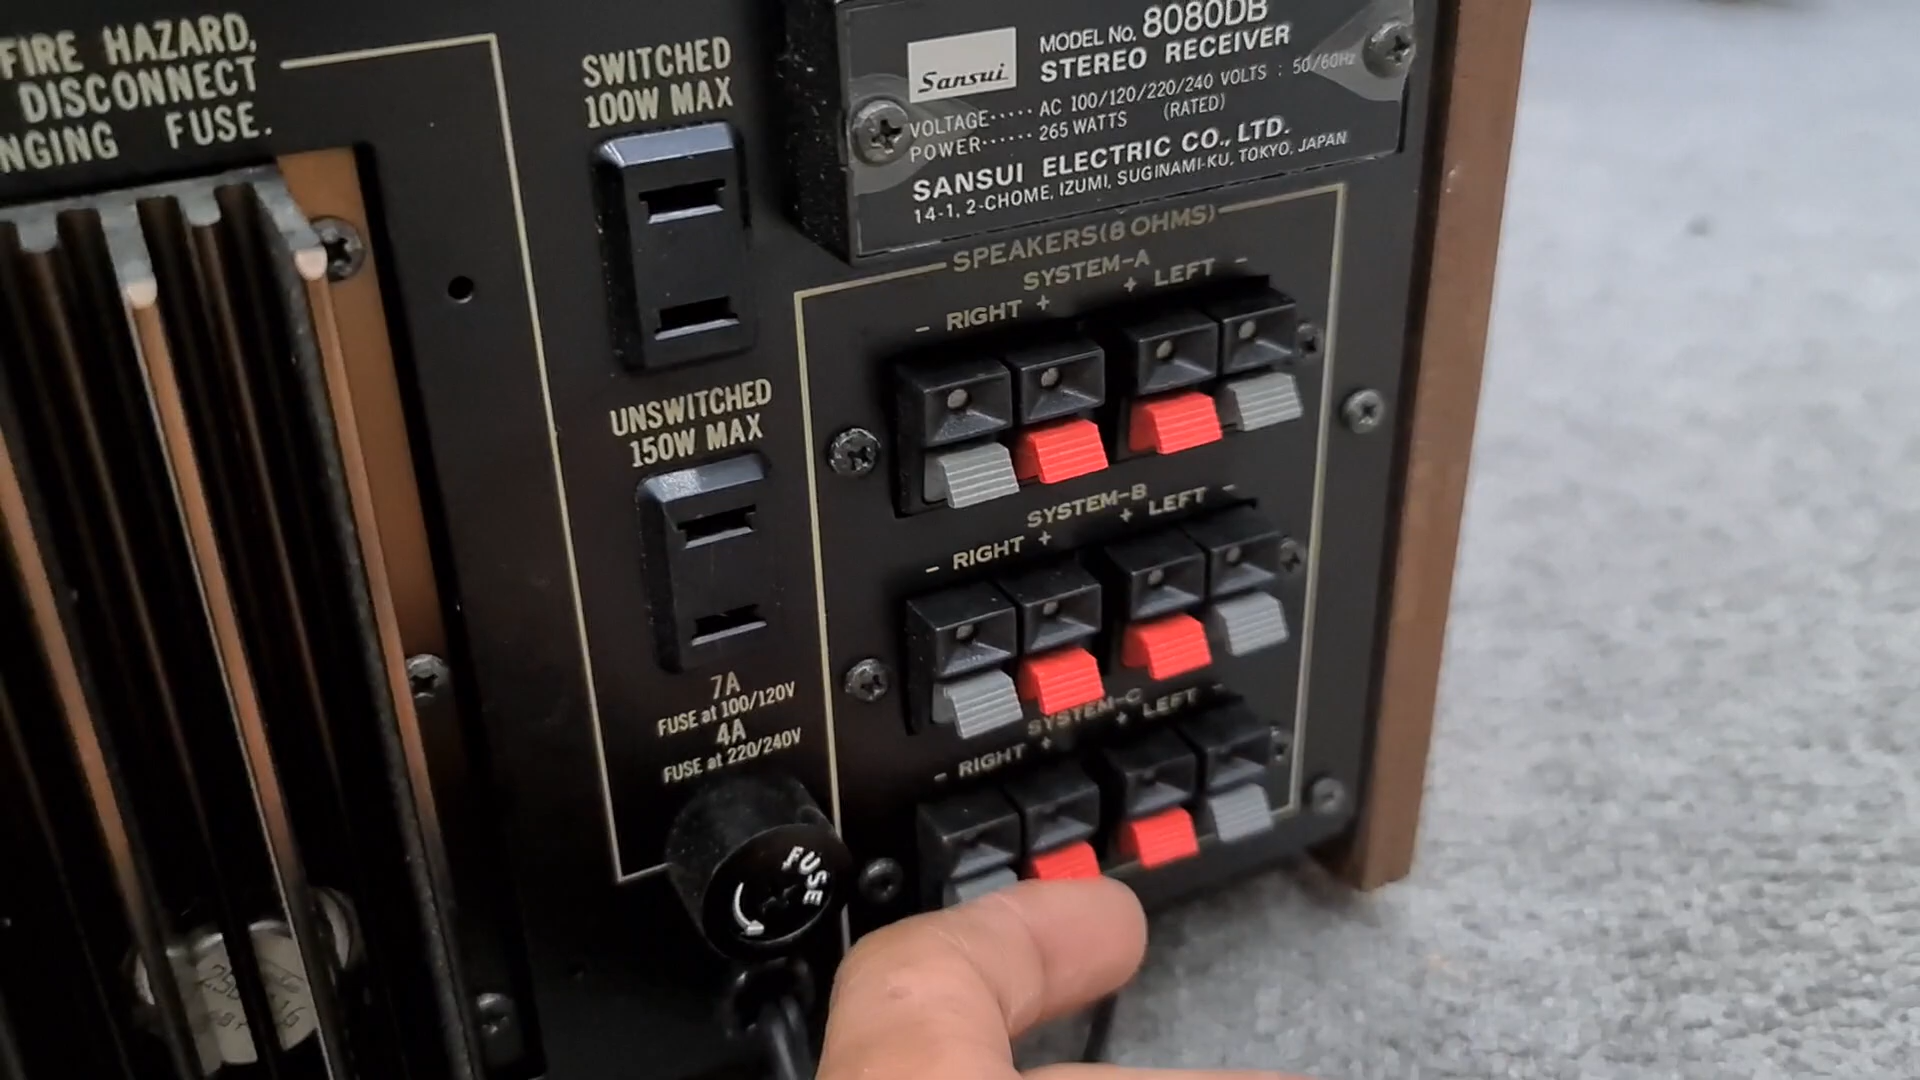 FIRE HAZARD,
DISCONNECT
NGING FUSE.
SWITCHED
100W MAX
UNSWITCHED
150W MAX
7A
FUSE at 100/120V
4A
FUSE at 220/240V
FUSE
Sansui
MODEL No. 8080DB
STEREO RECEIVER
VOLTAGE····· AC 100/120/220/240 VOLTS : 50/60Hz
POWER····· 265 WATTS (RATED)
SANSUI ELECTRIC CO., LTD.
14-1, 2-CHOME, IZUMI, SUGINAMI-KU, TOKYO, JAPAN
SPEAKERS(8 OHMS)
SYSTEM-A
- RIGHT + + LEFT -
SYSTEM-B
- RIGHT + + LEFT -
SYSTEM-C
- RIGHT + + LEFT -